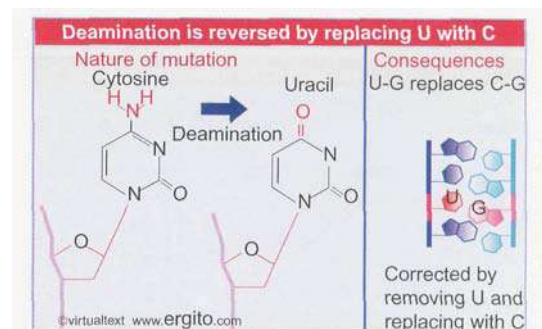 Deamination is reversed by replacing U with C
Nature of mutation
Cytosine
H H
N
N
N
O
O
Deamination
Uracil
O
N
N
O
O
©virtualtext www.ergito.com
Consequences
U-G replaces C-G
U
G
Corrected by
removing U and
replacing with C